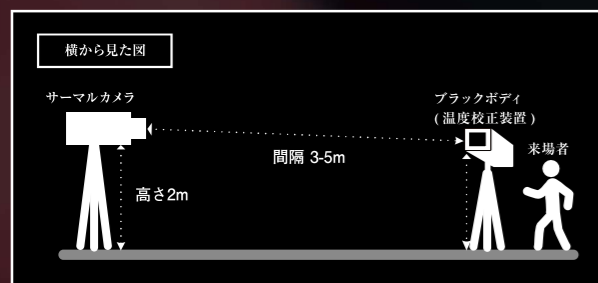 横から見た図
サーマルカメラ
ブラックボディ
(温度校正装置)
来場者
間隔 3-5m
高さ2m